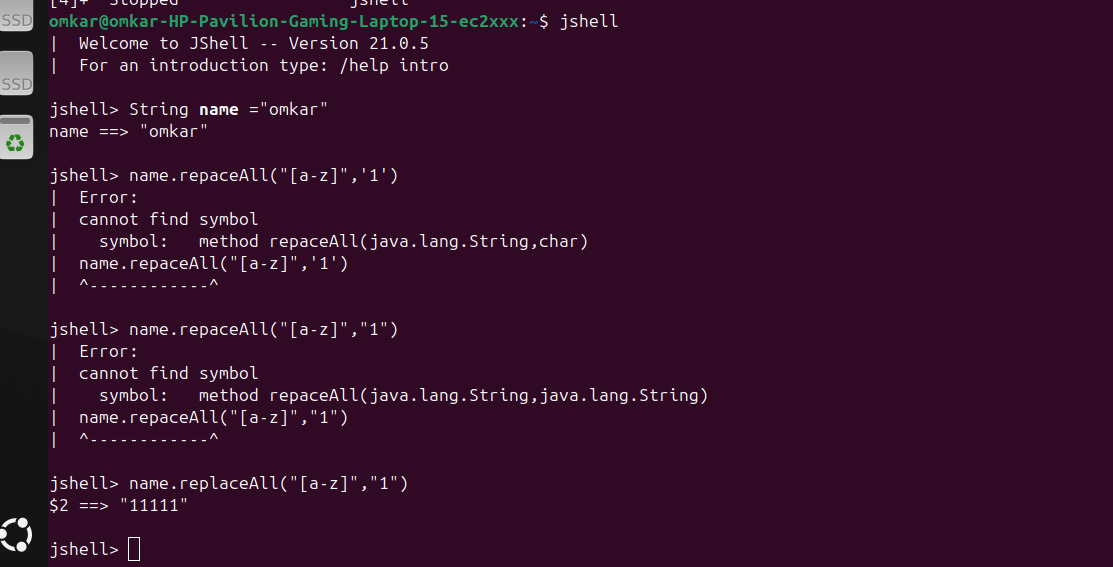 [4]+  Stopped                 jshell
SSD
omkar@omkar-HP-Pavilion-Gaming-Laptop-15-ec2xxx:~$ jshell
|  Welcome to JShell -- Version 21.0.5
|  For an introduction type: /help intro
SSD
jshell> String name ="omkar"
name ==> "omkar"
jshell> name.repaceAll("[a-z]",'1')
|  Error:
|  cannot find symbol
|    symbol:   method repaceAll(java.lang.String,char)
|  name.repaceAll("[a-z]",'1')
|  ^------------^
jshell> name.repaceAll("[a-z]","1")
|  Error:
|  cannot find symbol
|    symbol:   method repaceAll(java.lang.String,java.lang.String)
|  name.repaceAll("[a-z]","1")
|  ^------------^
jshell> name.replaceAll("[a-z]","1")
$2 ==> "11111"
jshell>